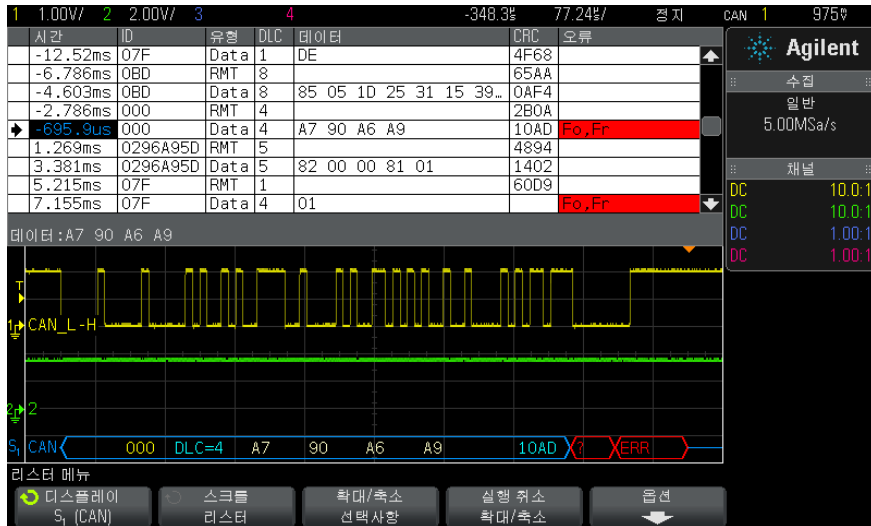 1 1.00V/ 2 2.00V/ 3 4 -348.3us 77.24us/ 정지 CAN 1 975mV
시간 ID 유형 DLC 데이터 CRC 오류
-12.52ms 07F Data 1 DE 4F68
-6.786ms 0BD RMT 8 65AA
-4.603ms 0BD Data 8 85 05 1D 25 31 15 39… 0AF4
-2.786ms 000 RMT 4 2B0A
-695.9us 000 Data 4 A7 90 A6 A9 10AD Fo,Fr
1.269ms 0296A95D RMT 5 4894
3.381ms 0296A95D Data 5 82 00 00 81 01 1402
5.215ms 07F RMT 1 60D9
7.155ms 07F Data 4 01 Fo,Fr
데이터:A7 90 A6 A9
Agilent
수집
일반
5.00MSa/s
채널
DC 10.0:1
DC 10.0:1
DC 1.00:1
DC 1.00:1
T
1 CAN_L-H
2 2
S1 CAN 000 DLC=4 A7 90 A6 A9 10AD ? ERR
리스터 메뉴
디스플레이
S1 (CAN)
스크롤
리스터
확대/축소
선택사항
실행 취소
확대/축소
옵션